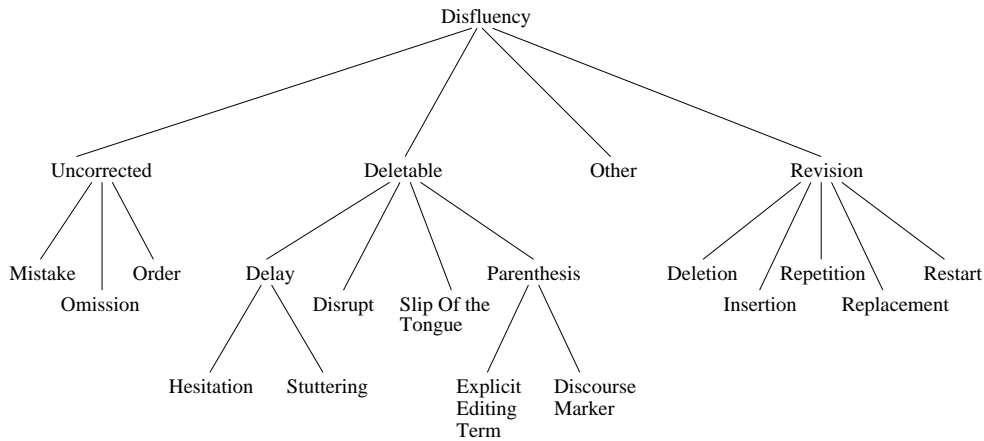 Disfluency
Uncorrected
Deletable
Other
Revision
Mistake
Omission
Order
Delay
Disrupt
Slip Of the
Tongue
Parenthesis
Deletion
Insertion
Repetition
Replacement
Restart
Hesitation
Stuttering
Explicit
Editing
Term
Discourse
Marker